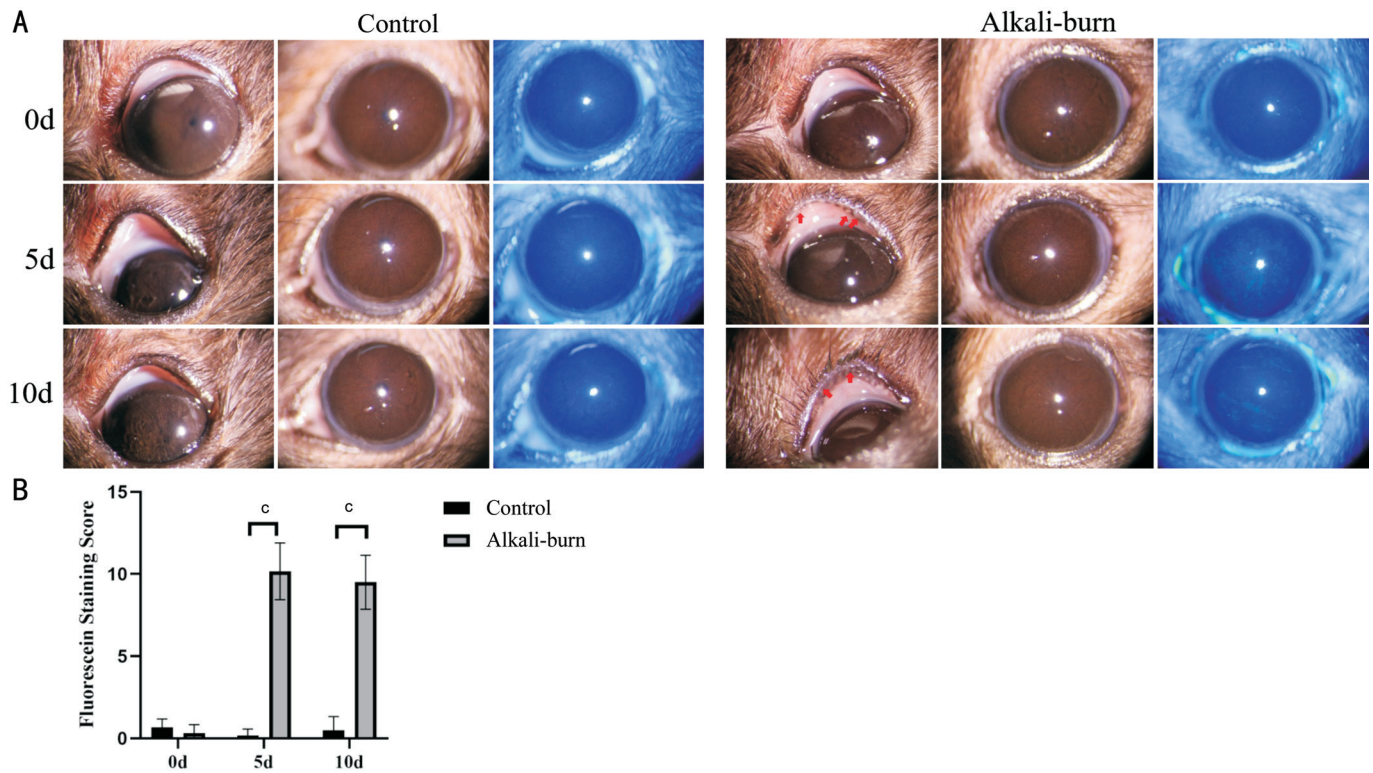 A
Control
Alkali-burn
0d
5d
10d
B
Fluorescein Staining Score
15
10
5
0
c
c
0d
5d
10d
Control
Alkali-burn